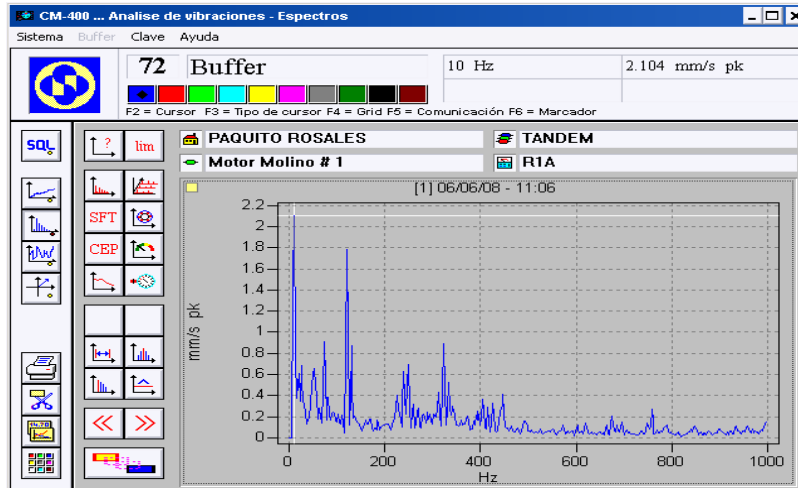 CM-400 ... Analise de vibraciones - Espectros
Sistema Buffer Clave Ayuda
72 Buffer 10 Hz 2.104 mm/s pk
F2 = Cursor F3 = Tipo de cursor F4 = Grid F5 = Comunicación F6 = Marcador
SQL ? lim PAQUITO ROSALES TANDEM
Motor Molino # 1 R1A
[1] 06/06/08 - 11:06
SFT
CEP
2.2
2
1.8
1.6
1.4
1.2
1
0.8
0.6
0.4
0.2
0
mm/s pk
0 200 400 600 800 1000
Hz
14.70